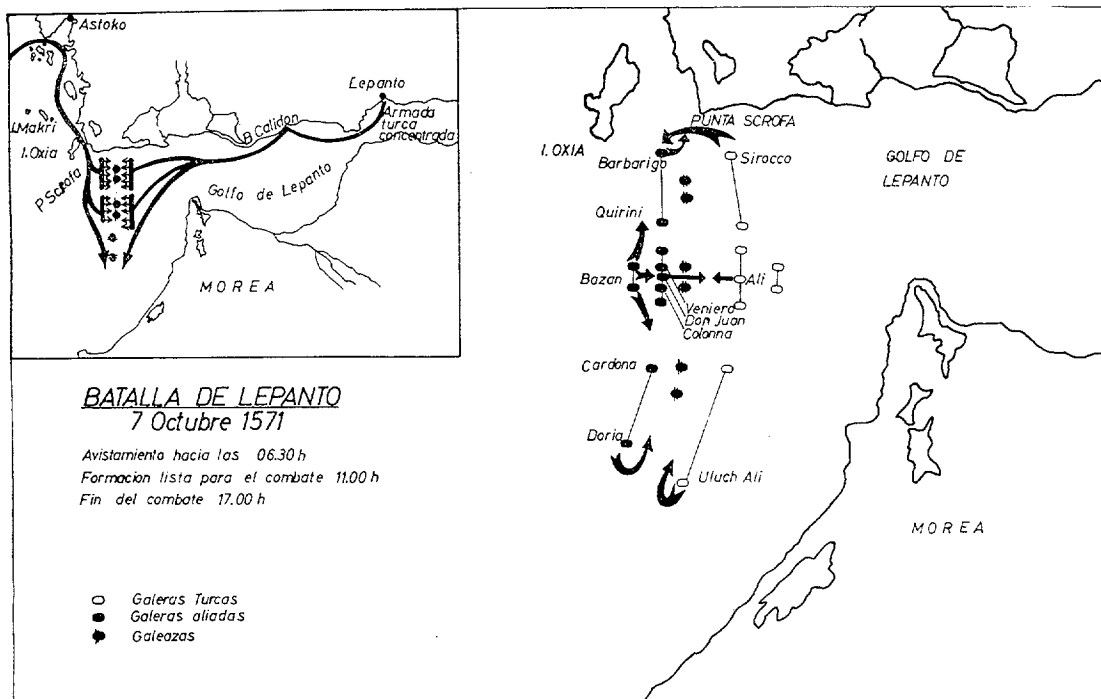 Astoko
Lepanto
Armada
turca
concentrada
I.Makri
B.Calidon
I. Oxia
P. Scrofa
Golfo de Lepanto
MOREA
BATALLA DE LEPANTO
7 Octubre 1571
Avistamiento hacia las 06.30 h
Formacion lista para el combate 11.00 h
Fin del combate 17.00 h
Galeras Turcas
Galeras aliadas
Galeazas
PUNTA SCROFA
I. OXIA
Barbarigo
Sirocco
GOLFO DE
LEPANTO
Quirini
Bazan
Ali
Veniero
Don Juan
Colonna
Cardona
Doria
Uluch Ali
MOREA